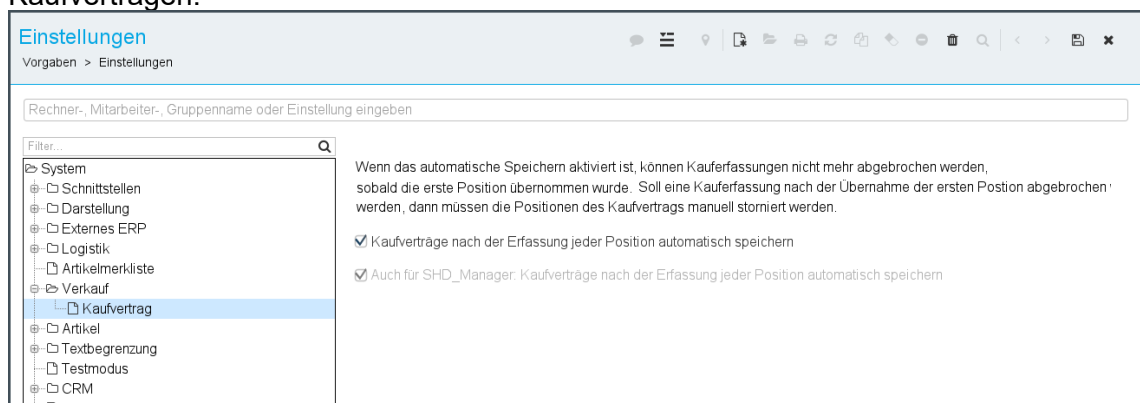 Kaufverträgen.
Einstellungen
Vorgaben > Einstellungen
Rechner-, Mitarbeiter-, Gruppenname oder Einstellung eingeben
Filter...
System
Schnittstellen
Darstellung
Externes ERP
Logistik
Artikelmerkliste
Verkauf
Kaufvertrag
Artikel
Textbegrenzung
Testmodus
CRM
Wenn das automatische Speichern aktiviert ist, können Kauferfassungen nicht mehr abgebrochen werden,
sobald die erste Position übernommen wurde. Soll eine Kauferfassung nach der Übernahme der ersten Postion abgebrochen
werden, dann müssen die Positionen des Kaufvertrags manuell storniert werden.
Kaufverträge nach der Erfassung jeder Position automatisch speichern
Auch für SHD_Manager: Kaufverträge nach der Erfassung jeder Position automatisch speichern